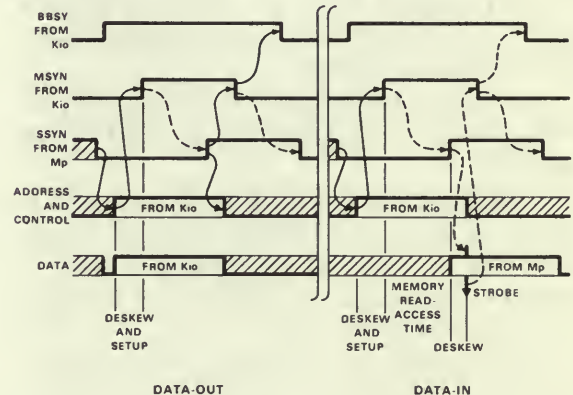 BBSY
FROM
Kio
MSYN
FROM
Kio
SSYN
FROM
Mp
ADDRESS
AND
CONTROL
FROM Kio
FROM Kio
DATA
FROM Kio
FROM Mp
STROBE
DESKEW
AND
SETUP
DESKEW
AND
SETUP
MEMORY
READ-
ACCESS
TIME
DESKEW
DATA-OUT
DATA-IN